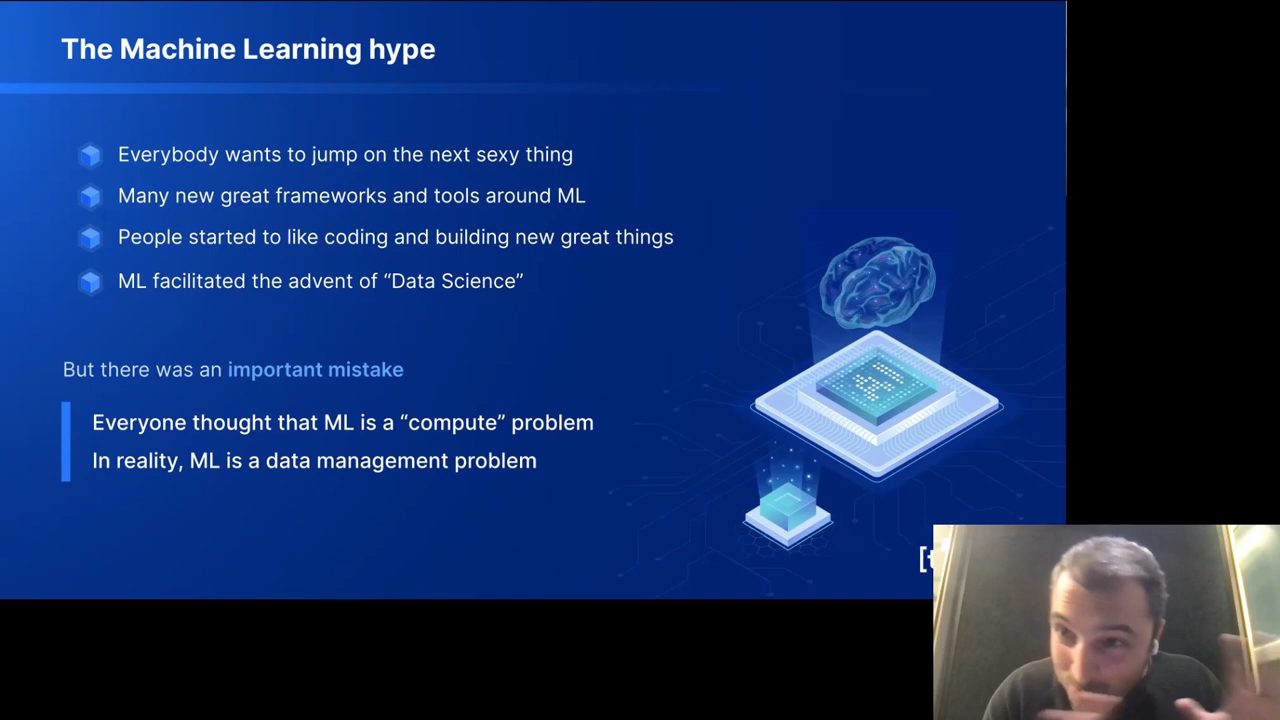 The Machine Learning hype
Everybody wants to jump on the next sexy thing
Many new great frameworks and tools around ML
People started to like coding and building new great things
ML facilitated the advent of “Data Science”
But there was an important mistake
Everyone thought that ML is a “compute” problem
In reality, ML is a data management problem